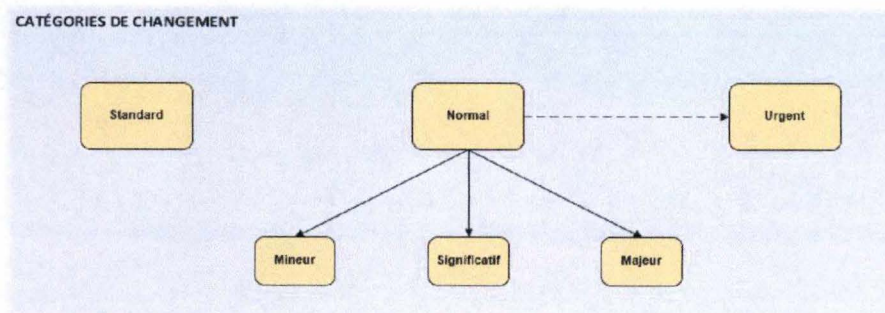 CATÉGORIES DE CHANGEMENT
Standard
Normal
Urgent
Mineur
Significatif
Majeur